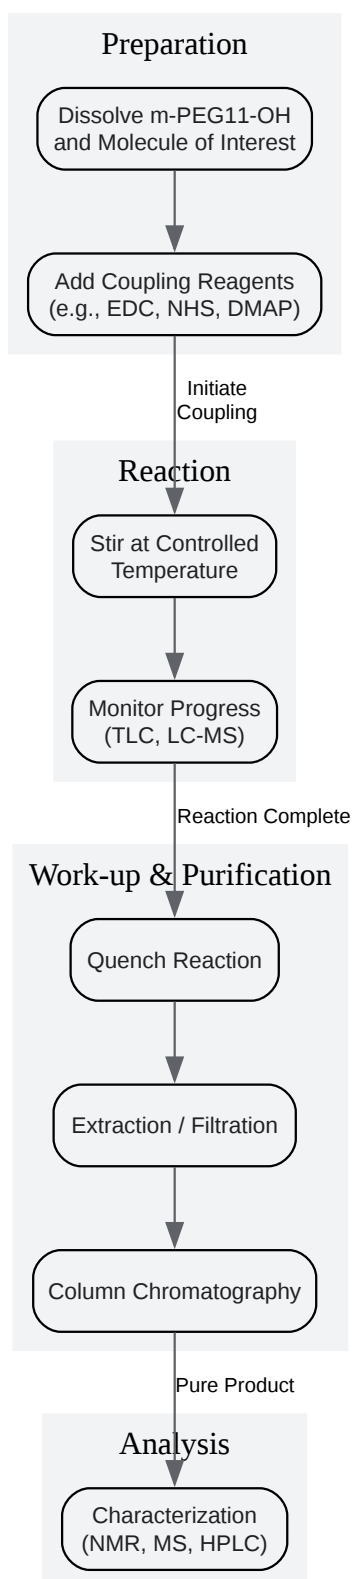 Preparation
Dissolve m-PEG11-OH
and Molecule of Interest
Add Coupling Reagents
(e.g., EDC, NHS, DMAP)
Initiate
Coupling
Reaction
Stir at Controlled
Temperature
Monitor Progress
(TLC, LC-MS)
Reaction Complete
Work-up & Purification
Quench Reaction
Extraction / Filtration
Column Chromatography
Pure Product
Analysis
Characterization
(NMR, MS, HPLC)